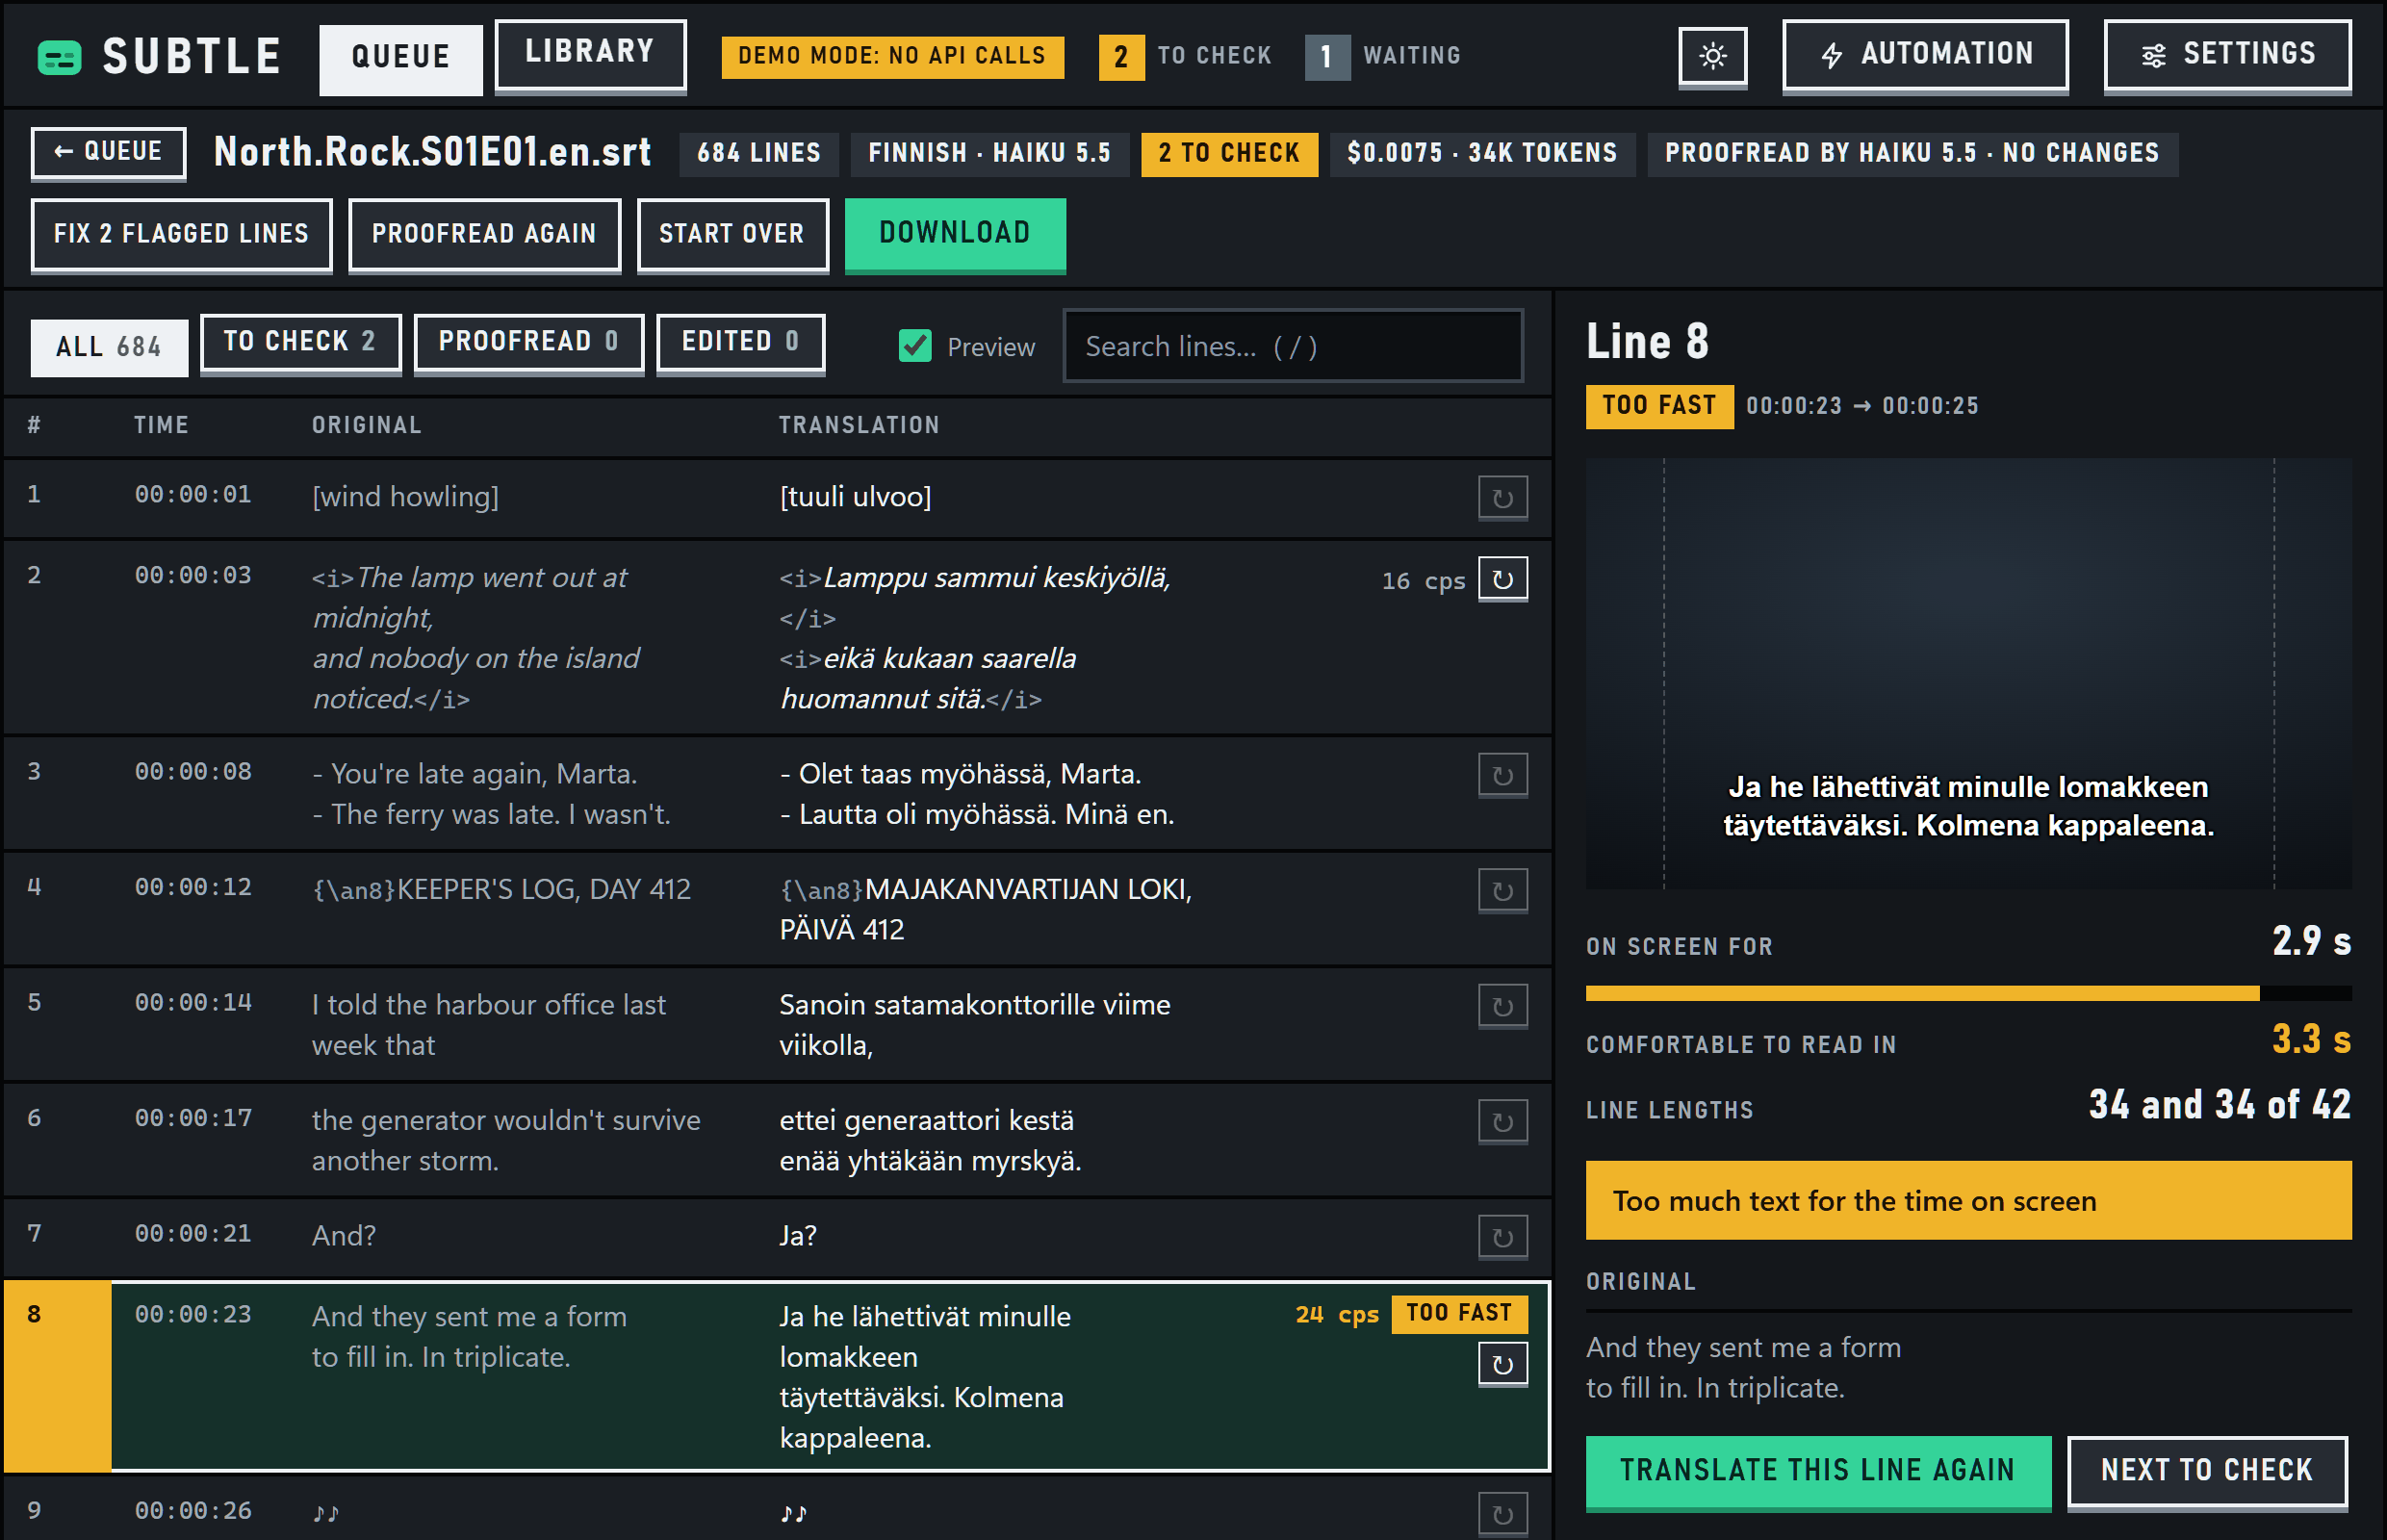 SUBTLE QUEUE LIBRARY DEMO MODE: NO API CALLS 2 TO CHECK 1 WAITING AUTOMATION SETTINGS
← QUEUE North.Rock.S01E01.en.srt 684 LINES FINNISH · HAIKU 5.5 2 TO CHECK $0.0075 · 34K TOKENS PROOFREAD BY HAIKU 5.5 · NO CHANGES
FIX 2 FLAGGED LINES PROOFREAD AGAIN START OVER DOWNLOAD
ALL 684 TO CHECK 2 PROOFREAD 0 EDITED 0 Preview Search lines... (/)
# TIME ORIGINAL TRANSLATION
1 00:00:01 [wind howling] [tuuli ulvoo]
2 00:00:03 <i>The lamp went out at <i>Lamppu sammui keskiyöllä, 16 cps ↻
midnight, </i>
and nobody on the island <i>eikä kukaan saarella
noticed.</i> huomannut sitä.</i>
3 00:00:08 - You're late again, Marta. - Olet taas myöhässä, Marta.
- The ferry was late. I wasn't. - Lautta oli myöhässä. Minä en.
4 00:00:12 {\an8}KEEPER'S LOG, DAY 412 {\an8}MAJAKANVARTIJAN LOKI,
PÄIVÄ 412
5 00:00:14 I told the harbour office last Sanoin satamakonttorille viime
week that viikolla,
6 00:00:17 the generator wouldn't survive ettei generaattori kestä
another storm. enää yhtäkään myrskyä.
7 00:00:21 And? Ja?
8 00:00:23 And they sent me a form Ja he lähettivät minulle 24 cps TOO FAST
to fill in. In triplicate. lomakkeen
täytettäväksi. Kolmena
kappaleena.
9 00:00:26 ♪♪ ♪♪
Line 8
TOO FAST 00:00:23 → 00:00:25
Ja he lähettivät minulle lomakkeen
täytettäväksi. Kolmena kappaleena.
ON SCREEN FOR 2.9 s
COMFORTABLE TO READ IN 3.3 s
LINE LENGTHS 34 and 34 of 42
Too much text for the time on screen
ORIGINAL
And they sent me a form
to fill in. In triplicate.
TRANSLATE THIS LINE AGAIN NEXT TO CHECK